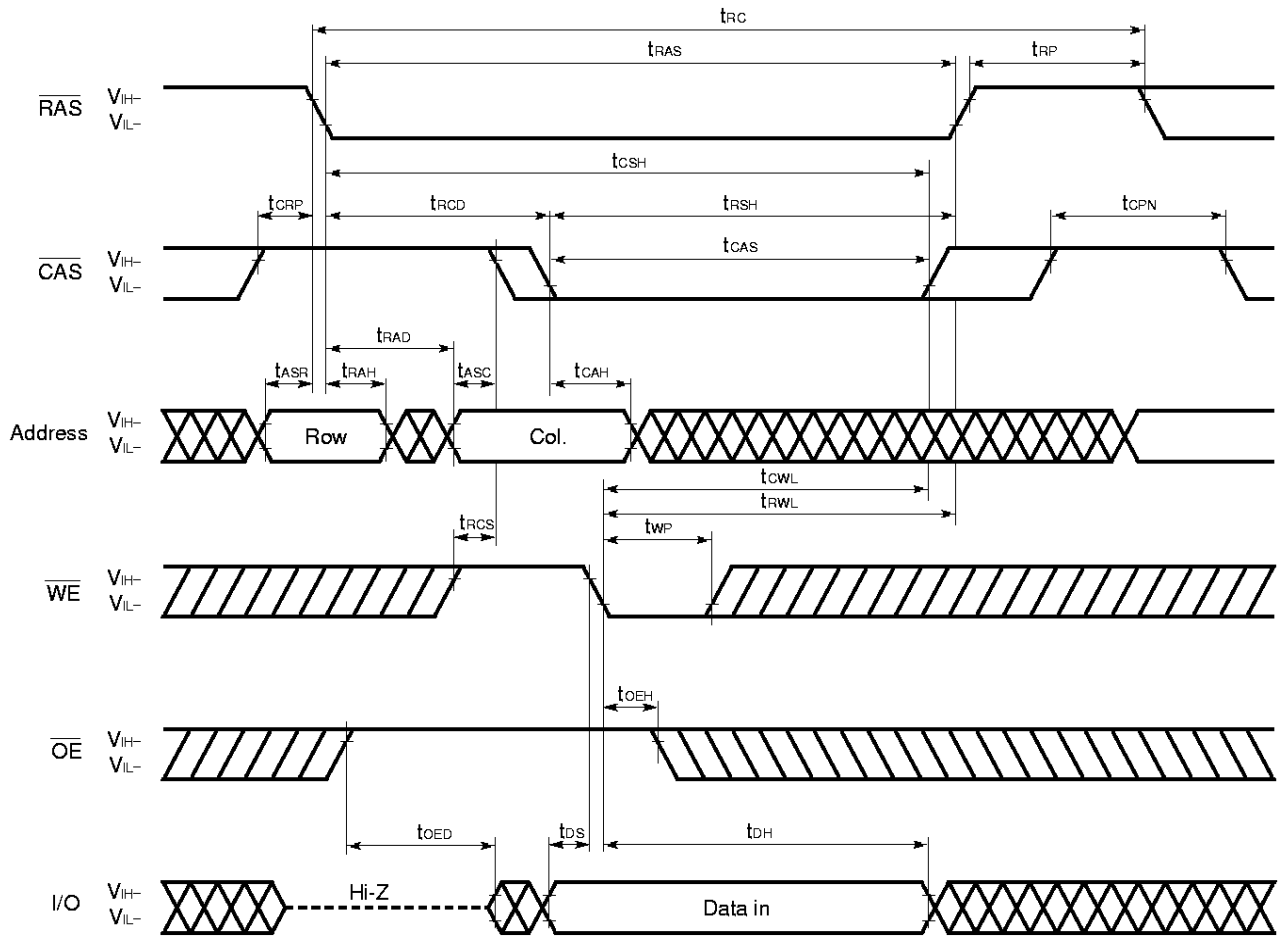 tRC
tRAS tRP
RAS VIH–
VIL–
tCSH
tCRP tRCD tRSH tCPN
tCAS
CAS VIH–
VIL–
tRAD
tASR tRAH tASC tCAH
Address VIH–
VIL–
Row Col.
tCWL
tRWL
tRCS tWP
WE VIH–
VIL–
tOEH
OE VIH–
VIL–
tOED tDS tDH
I/O VIH–
VIL–
Hi-Z Data in